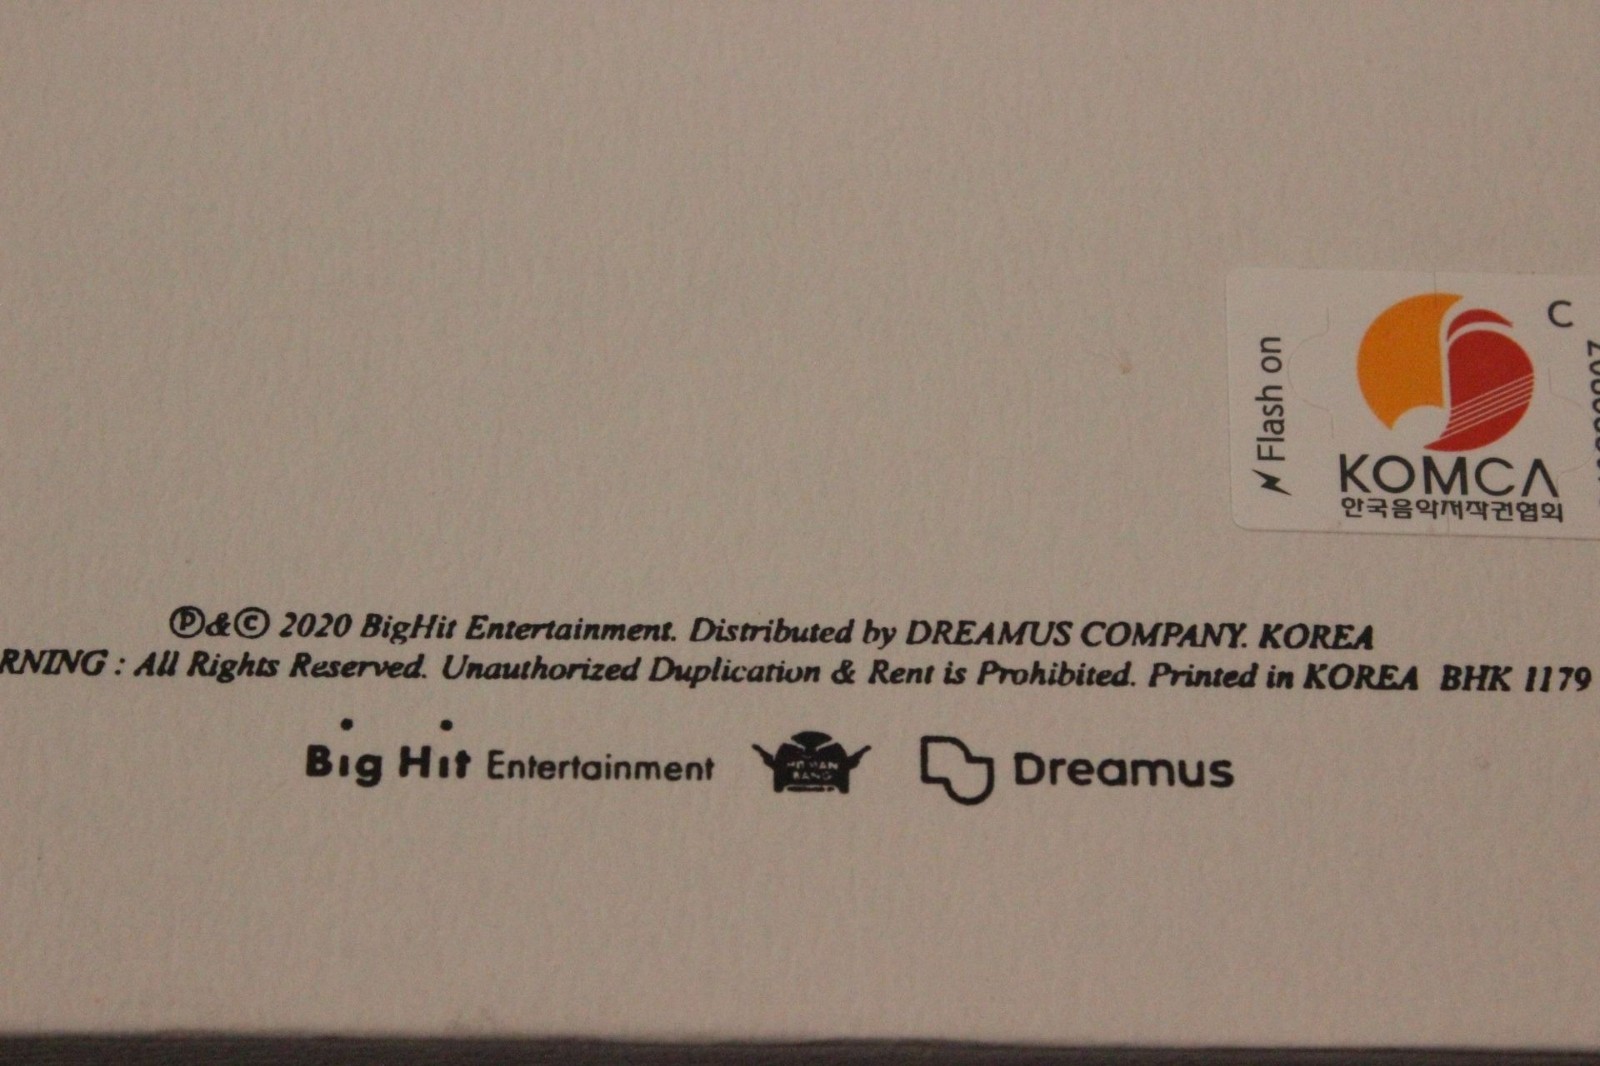 Flash on
C
KOMCA
한국음악저작권협회
Ⓟ&© 2020 BigHit Entertainment. Distributed by DREAMUS COMPANY. KOREA
RNING : All Rights Reserved. Unauthorized Duplication & Rent is Prohibited. Printed in KOREA BHK 1179
Big Hit Entertainment
Dreamus